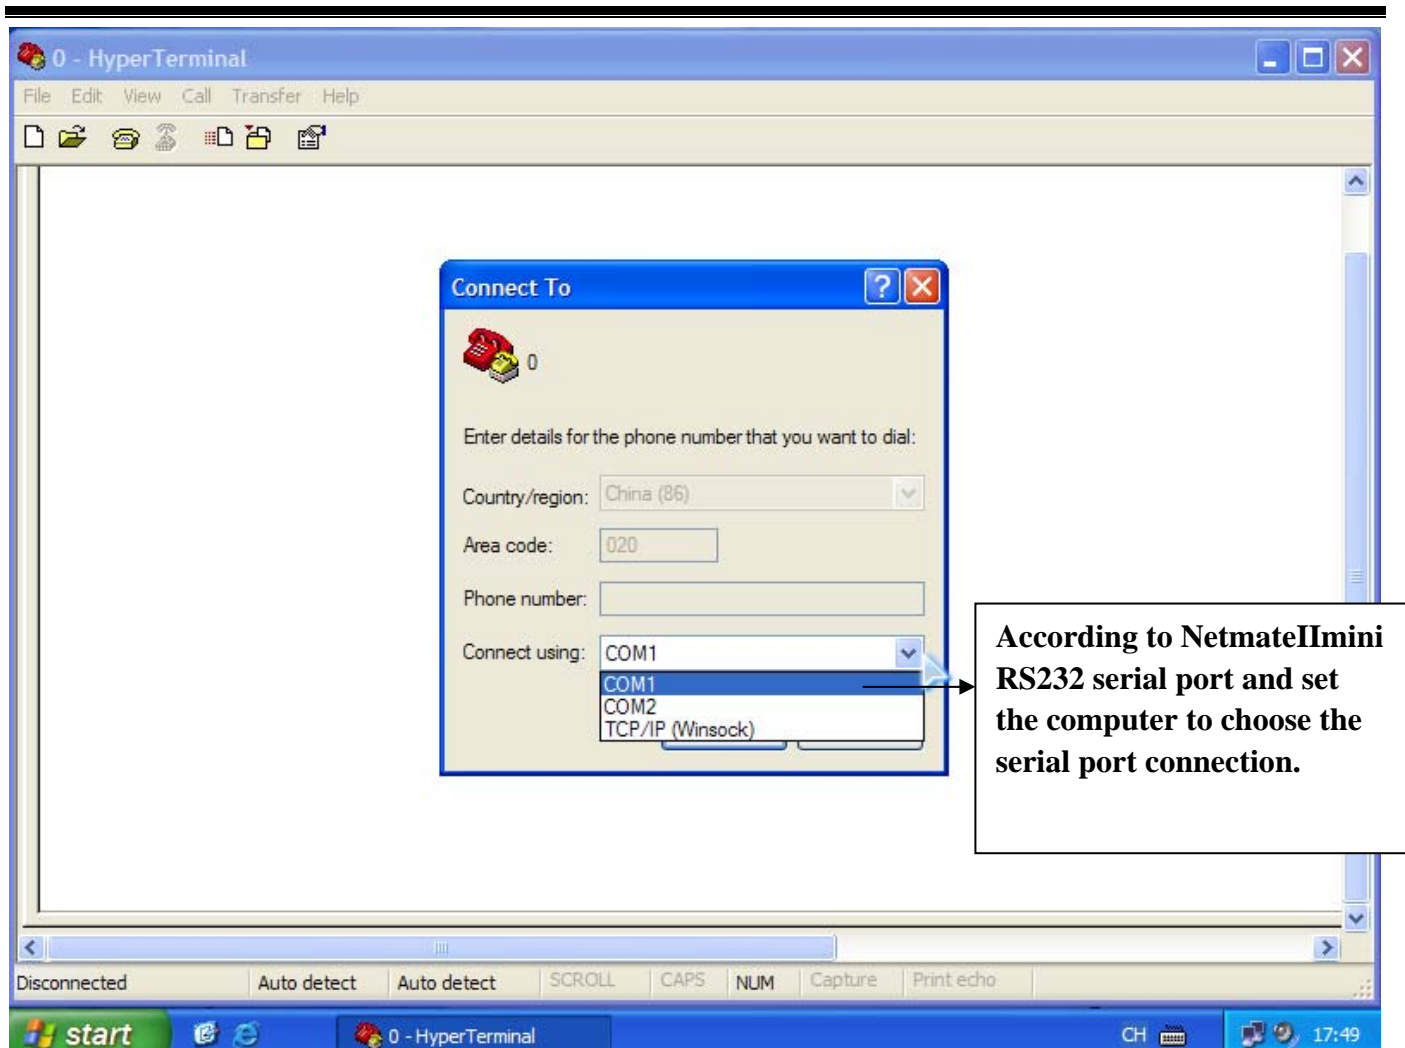 0 - HyperTerminal
File Edit View Call Transfer Help
Connect To
0
Enter details for the phone number that you want to dial:
Country/region: China (86)
Area code: 020
Phone number:
Connect using: COM1
COM1
COM2
TCP/IP (Winsock)
According to NetmateIImini
RS232 serial port and set
the computer to choose the
serial port connection.
Disconnected Auto detect Auto detect SCROLL CAPS NUM Capture Print echo
start 0 - HyperTerminal CH 17:49